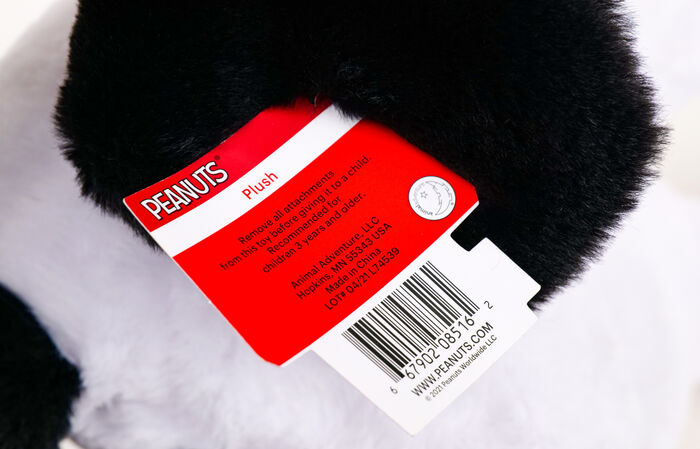 PEANUTS®
Plush
Remove all attachments
from this toy before giving it to a child.
Recommended for
children 3 years and older.
Animal Adventure, LLC
Hopkins, MN 55343 USA
Made in China
LOT# 04/21 L74539
6 67902 08516 2
WWW.PEANUTS.COM
© 2021 Peanuts Worldwide LLC